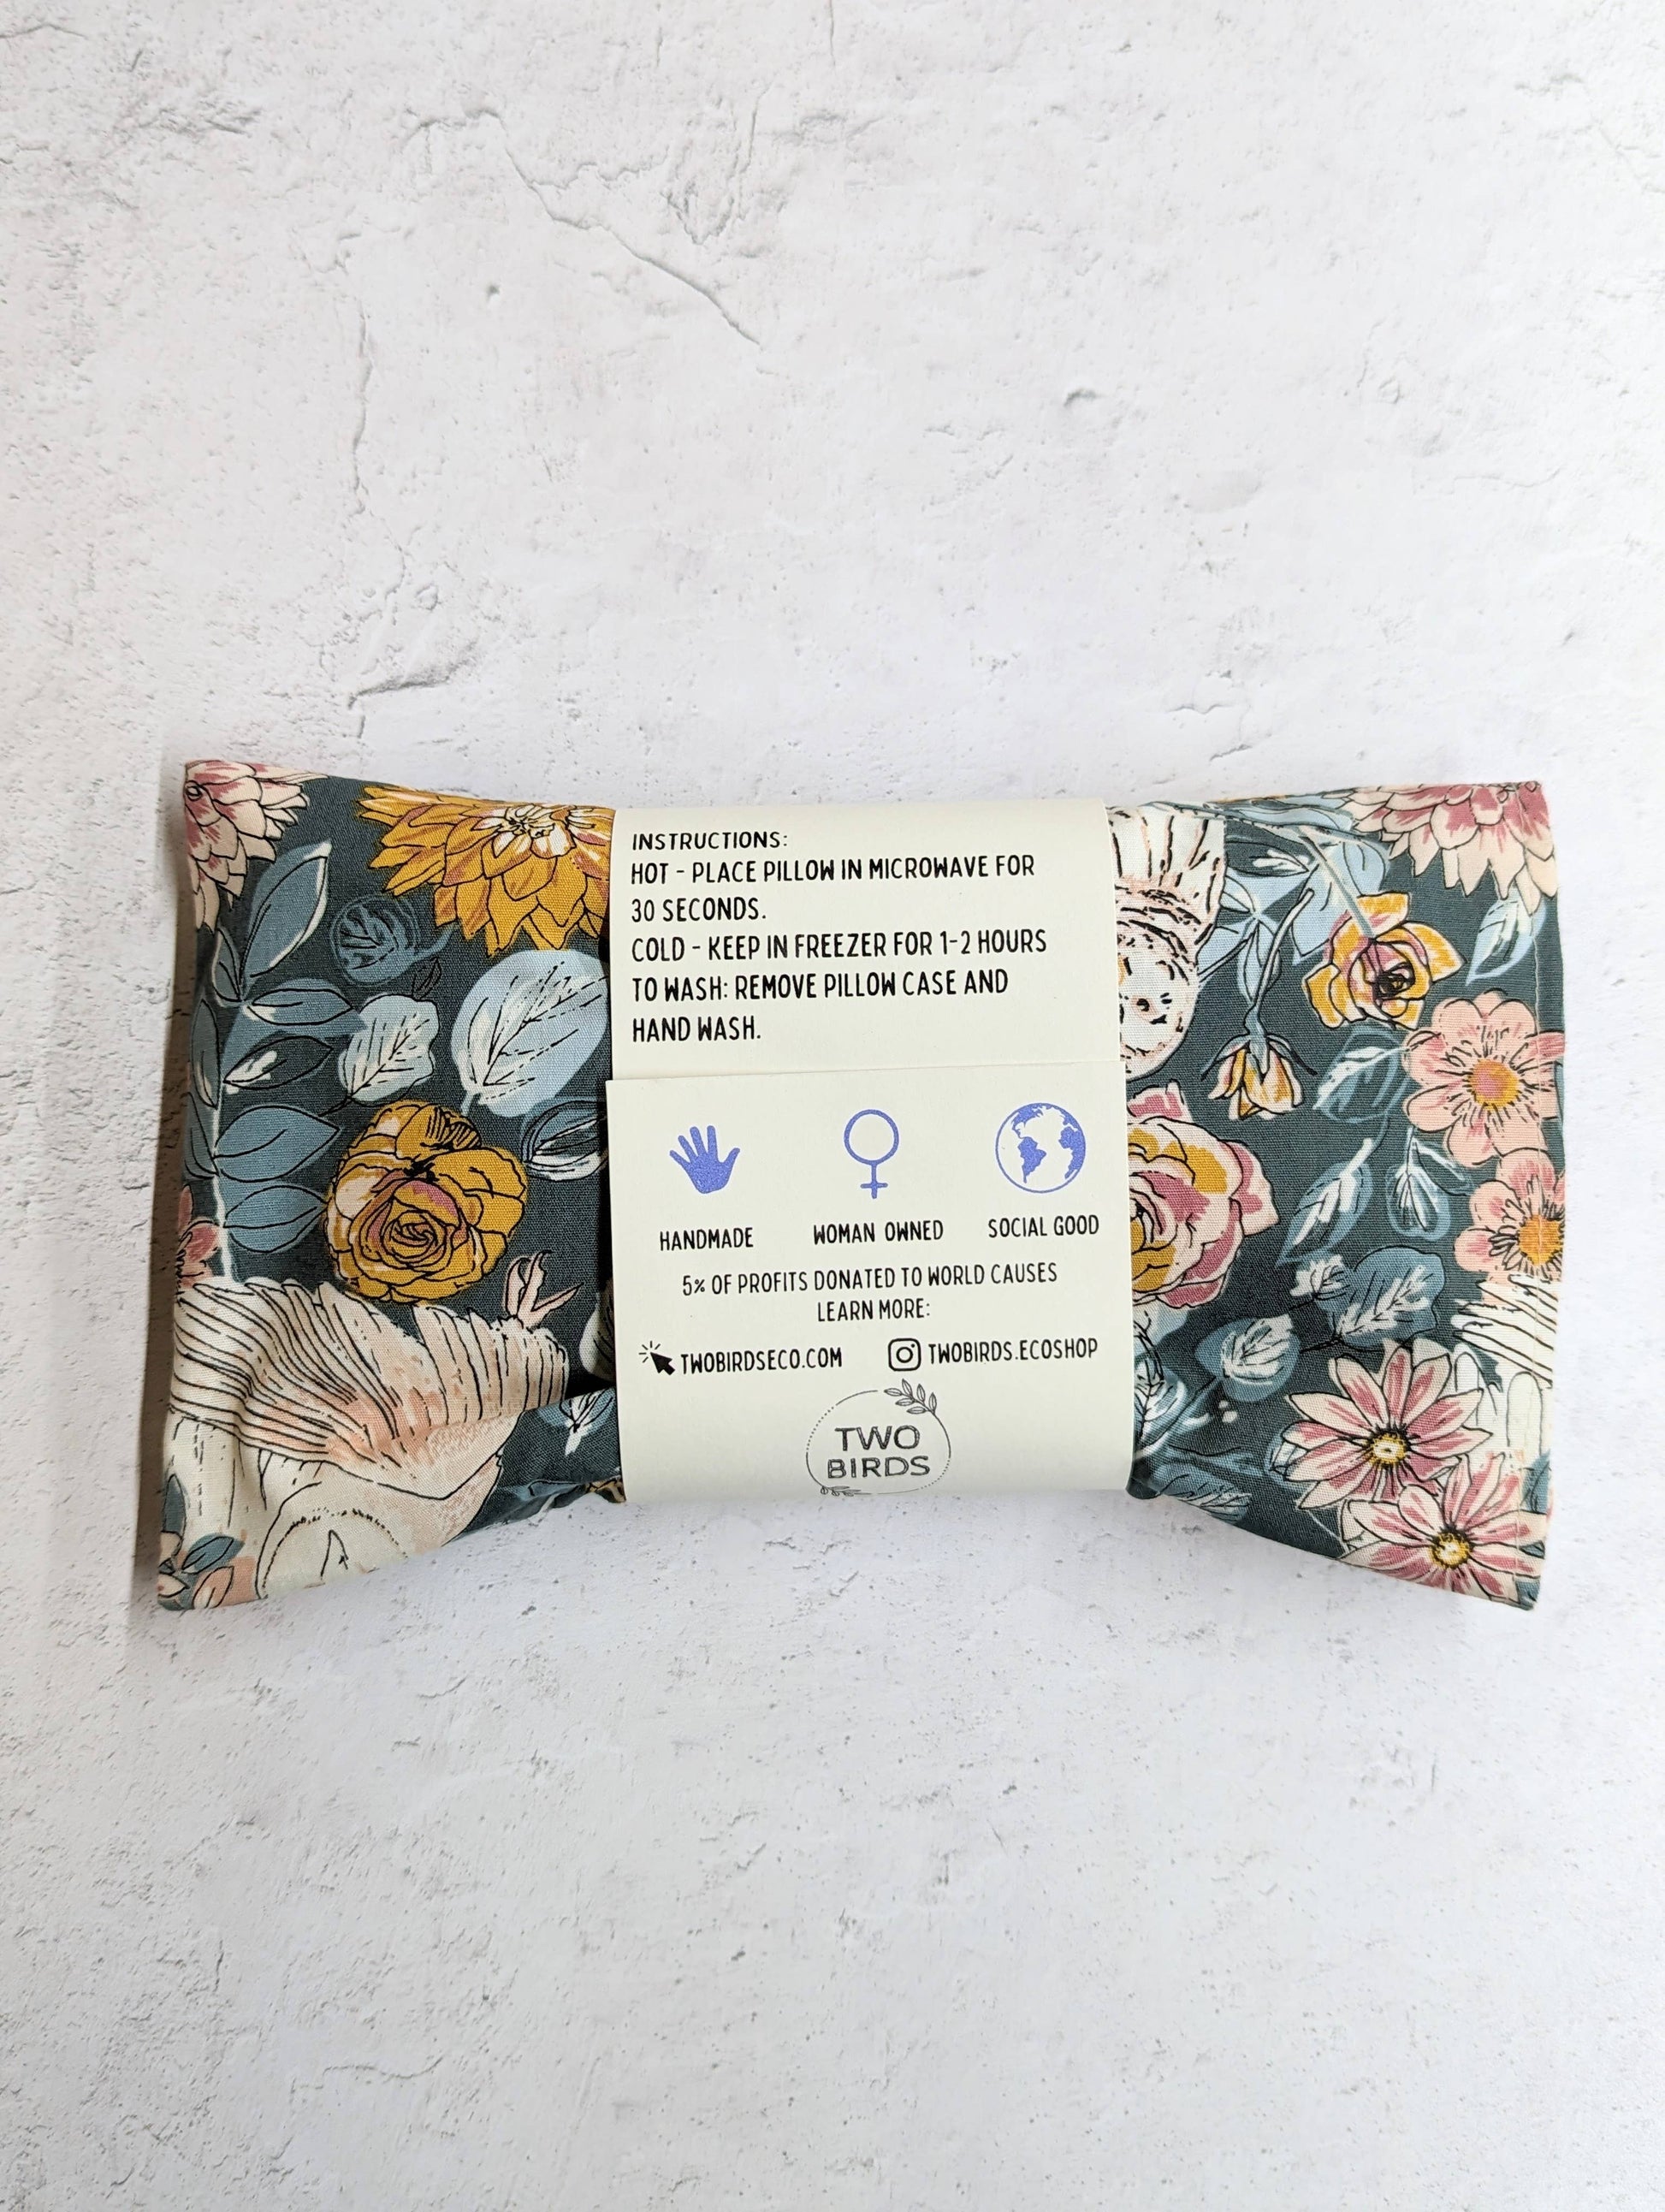 INSTRUCTIONS:
HOT - PLACE PILLOW IN MICROWAVE FOR
30 SECONDS.
COLD - KEEP IN FREEZER FOR 1-2 HOURS
TO WASH: REMOVE PILLOW CASE AND
HAND WASH.
HANDMADE WOMAN OWNED SOCIAL GOOD
5% OF PROFITS DONATED TO WORLD CAUSES
LEARN MORE:
TWOBIRDSECO.COM TWOBIRDS.ECOSHOP
TWO
BIRDS